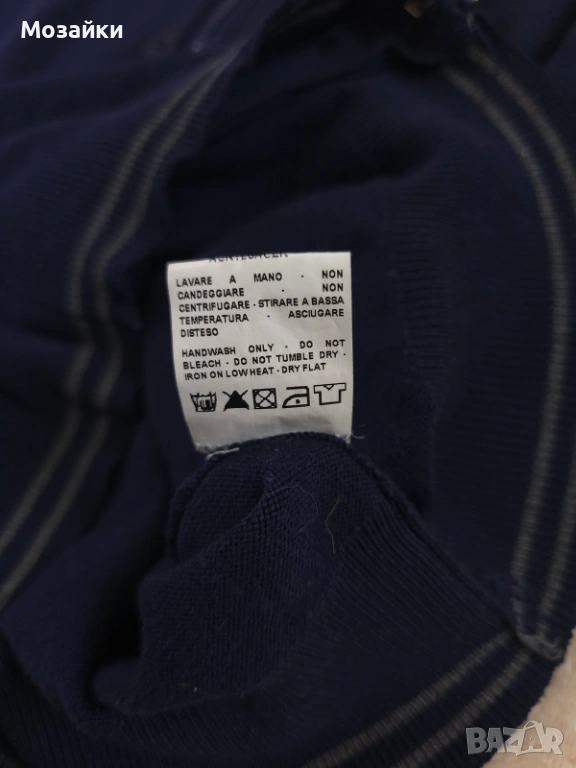 Мозайки
LAVARE A MANO - NON
CANDEGGIARE - NON
CENTRIFUGARE - STIRARE A BASSA
TEMPERATURA - ASCIUGARE
DISTESO
HANDWASH ONLY - DO NOT
BLEACH - DO NOT TUMBLE DRY -
IRON ON LOW HEAT - DRY FLAT
BAZAR